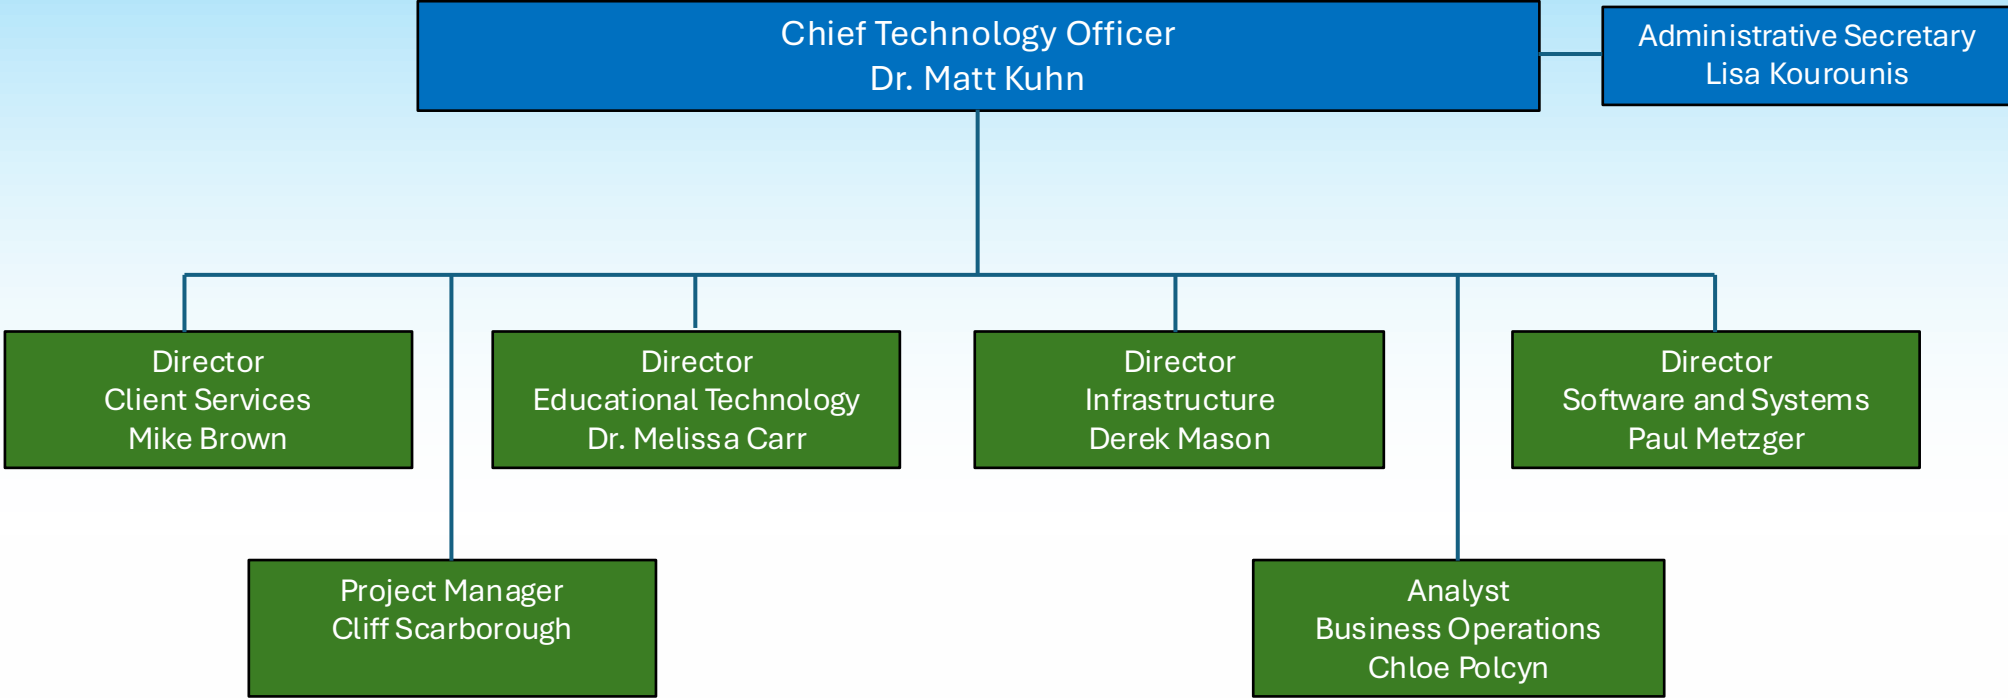 Chief Technology Officer
Dr. Matt Kuhn
Administrative Secretary
Lisa Kourounis
Director
Client Services
Mike Brown
Director
Educational Technology
Dr. Melissa Carr
Director
Infrastructure
Derek Mason
Director
Software and Systems
Paul Metzger
Project Manager
Cliff Scarborough
Analyst
Business Operations
Chloe Polcyn